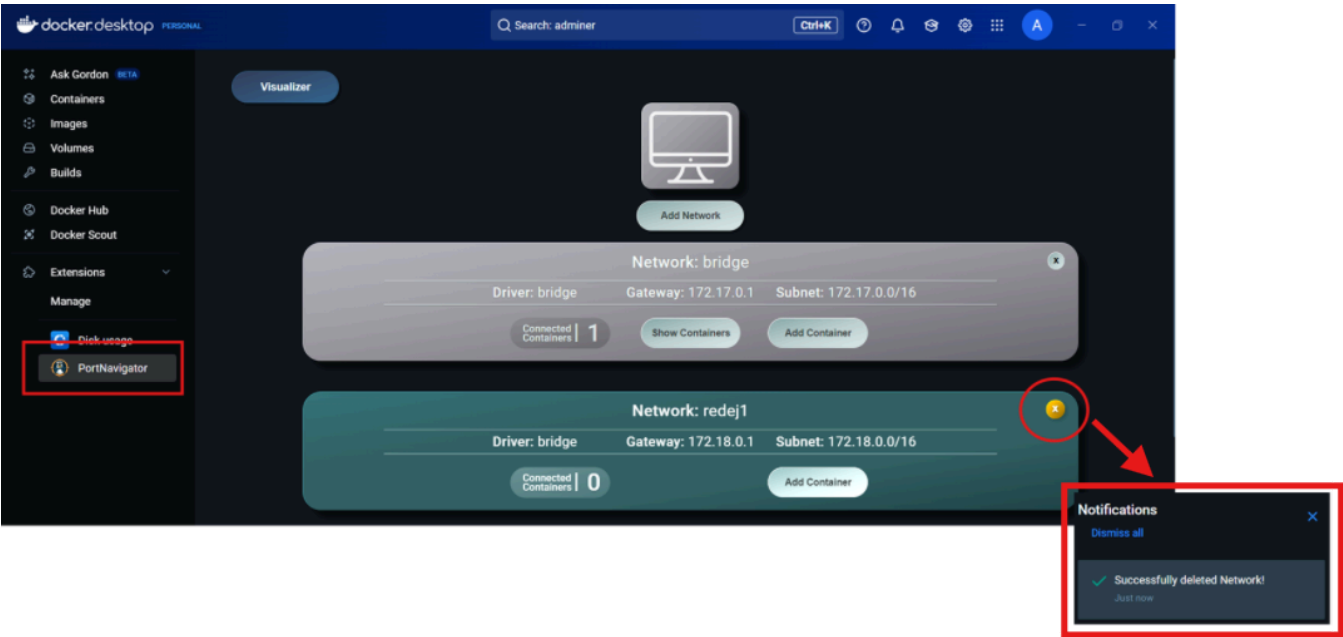 docker.desktop PERSONAL
Search: adminer
Ctrl+K
A
Ask Gordon BETA
Containers
Images
Volumes
Builds
Docker Hub
Docker Scout
Extensions
Manage
Disk usage
PortNavigator
Visualizer
Add Network
Network: bridge
x
Driver: bridge Gateway: 172.17.0.1 Subnet: 172.17.0.0/16
Connected
Containers
1
Show Containers
Add Container
Network: redej1
x
Driver: bridge Gateway: 172.18.0.1 Subnet: 172.18.0.0/16
Connected
Containers
0
Add Container
Notifications
Dismiss all
Successfully deleted Network!
Just now